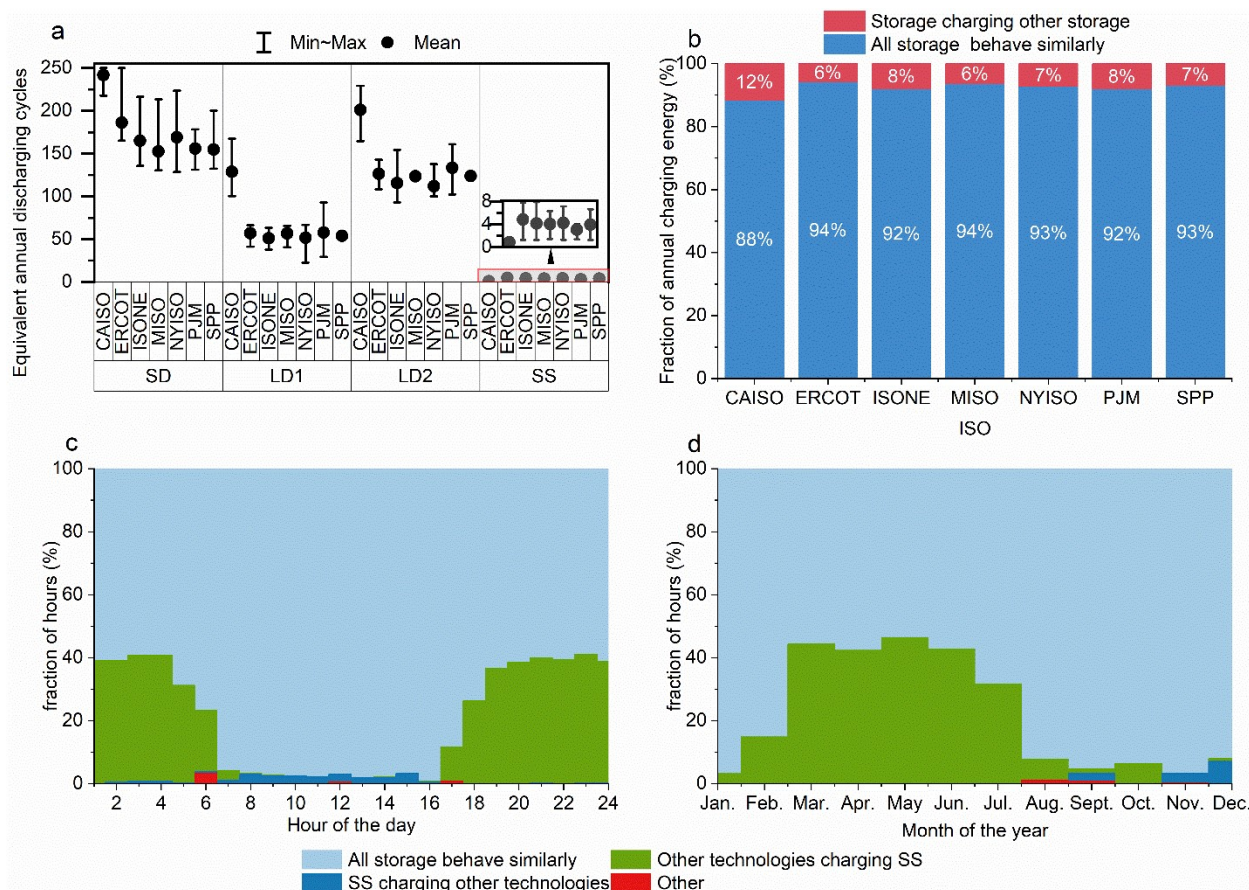 a
Min~Max Mean
Equivalent annual discharging cycles
250
200
150
100
50
0
8
4
0
CAISO ERCOT ISONE MISO NYISO PJM SPP CAISO ERCOT ISONE MISO NYISO PJM SPP CAISO ERCOT ISONE MISO NYISO PJM SPP CAISO ERCOT ISONE MISO NYISO PJM SPP
SD LD1 LD2 SS
b
Storage charging other storage
All storage behave similarly
Fraction of annual charging energy (%)
100
80
60
40
20
0
12% 6% 8% 6% 7% 8% 7%
88% 94% 92% 94% 93% 92% 93%
CAISO ERCOT ISONE MISO NYISO PJM SPP
ISO
c
fraction of hours (%)
100
80
60
40
20
0
2 4 6 8 10 12 14 16 18 20 22 24
Hour of the day
d
fraction of hours (%)
100
80
60
40
20
0
Jan. Feb. Mar. Apr. May Jun. Jul. Aug. Sept. Oct. Nov. Dec.
Month of the year
All storage behave similarly Other technologies charging SS
SS charging other technologies Other